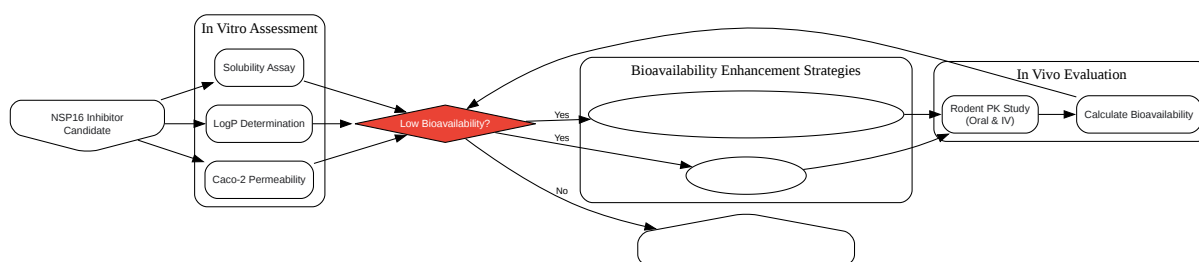 In Vitro Assessment
Solubility Assay
NSP16 Inhibitor
Candidate
LogP Determination
Caco-2 Permeability
Low Bioavailability?
Yes
Yes
No
Bioavailability Enhancement Strategies
In Vivo Evaluation
Rodent PK Study
(Oral & IV)
Calculate Bioavailability